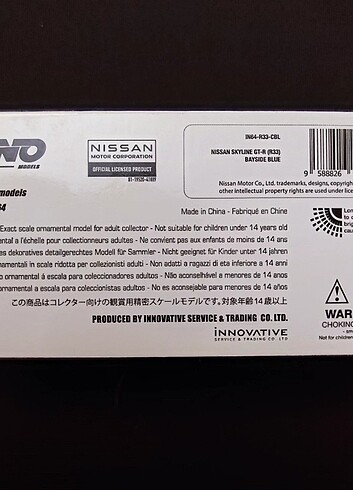 NO
MODELS
models
64
NISSAN
MOTOR CORPORATION
OFFICIAL LICENSED PRODUCT
IN64-R33-CBL
NISSAN SKYLINE GT-R (R33)
BAYSIDE BLUE
9 588826
Nissan Motor Co., Ltd. trademarks, designs, copyrights
other intellectual property rights are used under
Made in China - Fabriqué en Chine
Exact scale ornamental model for adult collector - Not suitable for children under 14 years old
mental a l'échelle pour collectionneurs adultes - Ne convient pas aux enfants de moins de 14 ans
es dekoratives detailgerechtes Modell für Sammler - Nicht geeignet für Kinder unter 14 jahren
rnamentali in scale ridotta per collezionisti adulti - Non adatti a ragazzi di eta inferiore a 14 anni
o ornamental á escala para coleccionadores adultos - Não aconselhável a menores de 14 anos
ornamental a escala para coleccionistas adultos - No es aconsejable para menores de 14 anos
この商品はコレクター向けの観賞用精密スケールモデルです。対象年齢14歳以上
PRODUCED BY INNOVATIVE SERVICE & TRADING CO. LTD.
INNOVATIVE
SERVICE & TRADING CO. LTD
WAR
CHOKING
Not for children